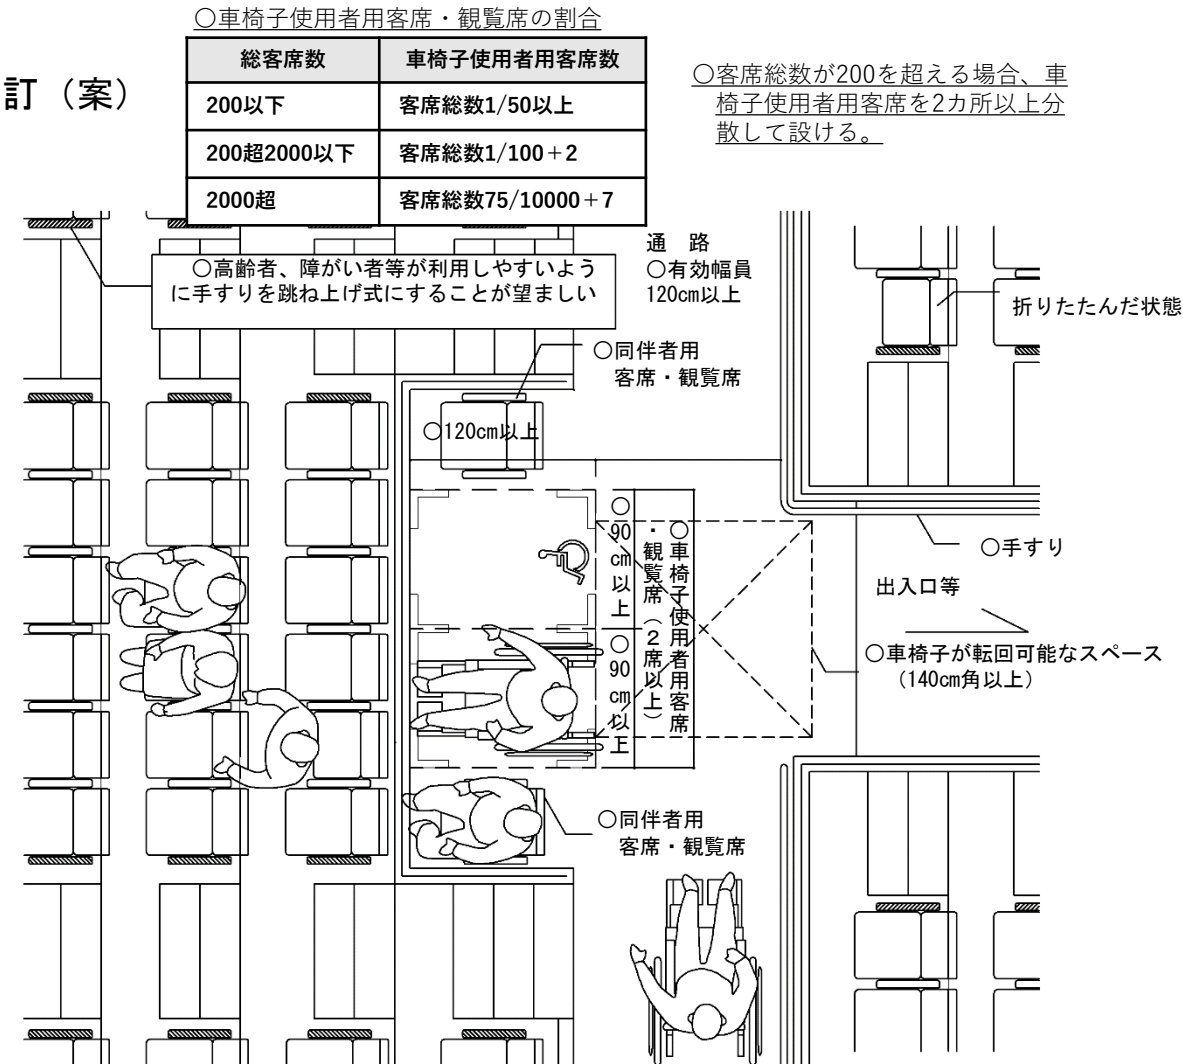 ○車椅子使用者用客席・観覧席の割合
訂（案）
総客席数 車椅子使用者用客席数
200以下 客席総数1/50以上
200超2000以下 客席総数1/100＋2
2000超 客席総数75/10000＋7
○客席総数が200を超える場合、車
椅子使用者用客席を2カ所以上分
散して設ける。
通 路
○有効幅員
120cm以上
○高齢者、障がい者等が利用しやすいよう
に手すりを跳ね上げ式にすることが望ましい
折りたたんだ状態
○同伴者用
客席・観覧席
○120cm以上
○90cm以上
○90cm以上
○車椅子使用者用客席
・観覧席（２席以上）
○手すり
出入口等
○車椅子が転回可能なスペース
（140cm角以上）
○同伴者用
客席・観覧席